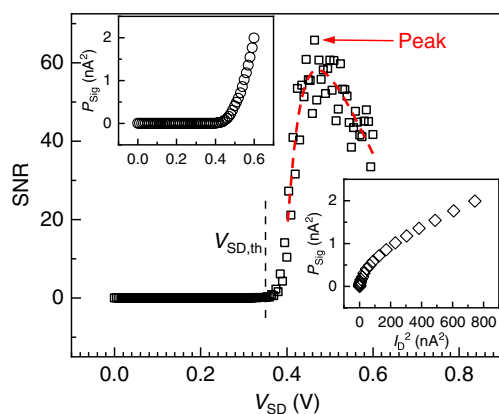 2
1
0
P_Sig (nA²)
0.0 0.2 0.4 0.6
Peak
60
40
20
0
SNR
V_SD,th
2
1
0
P_Sig (nA²)
0 200 400 600 800
I_D² (nA²)
0.0 0.2 0.4 0.6 0.8
V_SD (V)